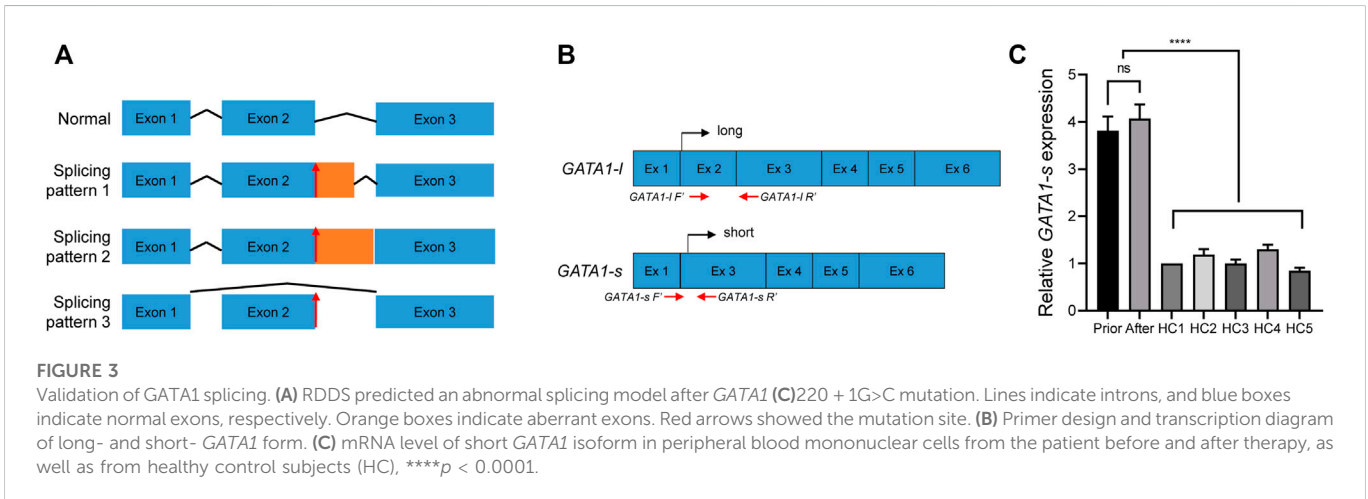 A
Normal
Exon 1
Exon 2
Exon 3
Splicing
pattern 1
Exon 1
Exon 2
Exon 3
Splicing
pattern 2
Exon 1
Exon 2
Exon 3
Splicing
pattern 3
Exon 1
Exon 2
Exon 3
B
long
GATA1-l
Ex 1
Ex 2
Ex 3
Ex 4
Ex 5
Ex 6
GATA1-l F'
GATA1-l R'
short
GATA1-s
Ex 1
Ex 3
Ex 4
Ex 5
Ex 6
GATA1-s F'
GATA1-s R'
C
Relative GATA1-s expression
5
4
3
2
1
0
ns
****
Prior After HC1 HC2 HC3 HC4 HC5
FIGURE 3
Validation of GATA1 splicing. (A) RDDS predicted an abnormal splicing model after GATA1 (C)220 + 1G>C mutation. Lines indicate introns, and blue boxes
indicate normal exons, respectively. Orange boxes indicate aberrant exons. Red arrows showed the mutation site. (B) Primer design and transcription diagram
of long- and short- GATA1 form. (C) mRNA level of short GATA1 isoform in peripheral blood mononuclear cells from the patient before and after therapy, as
well as from healthy control subjects (HC), ****p < 0.0001.